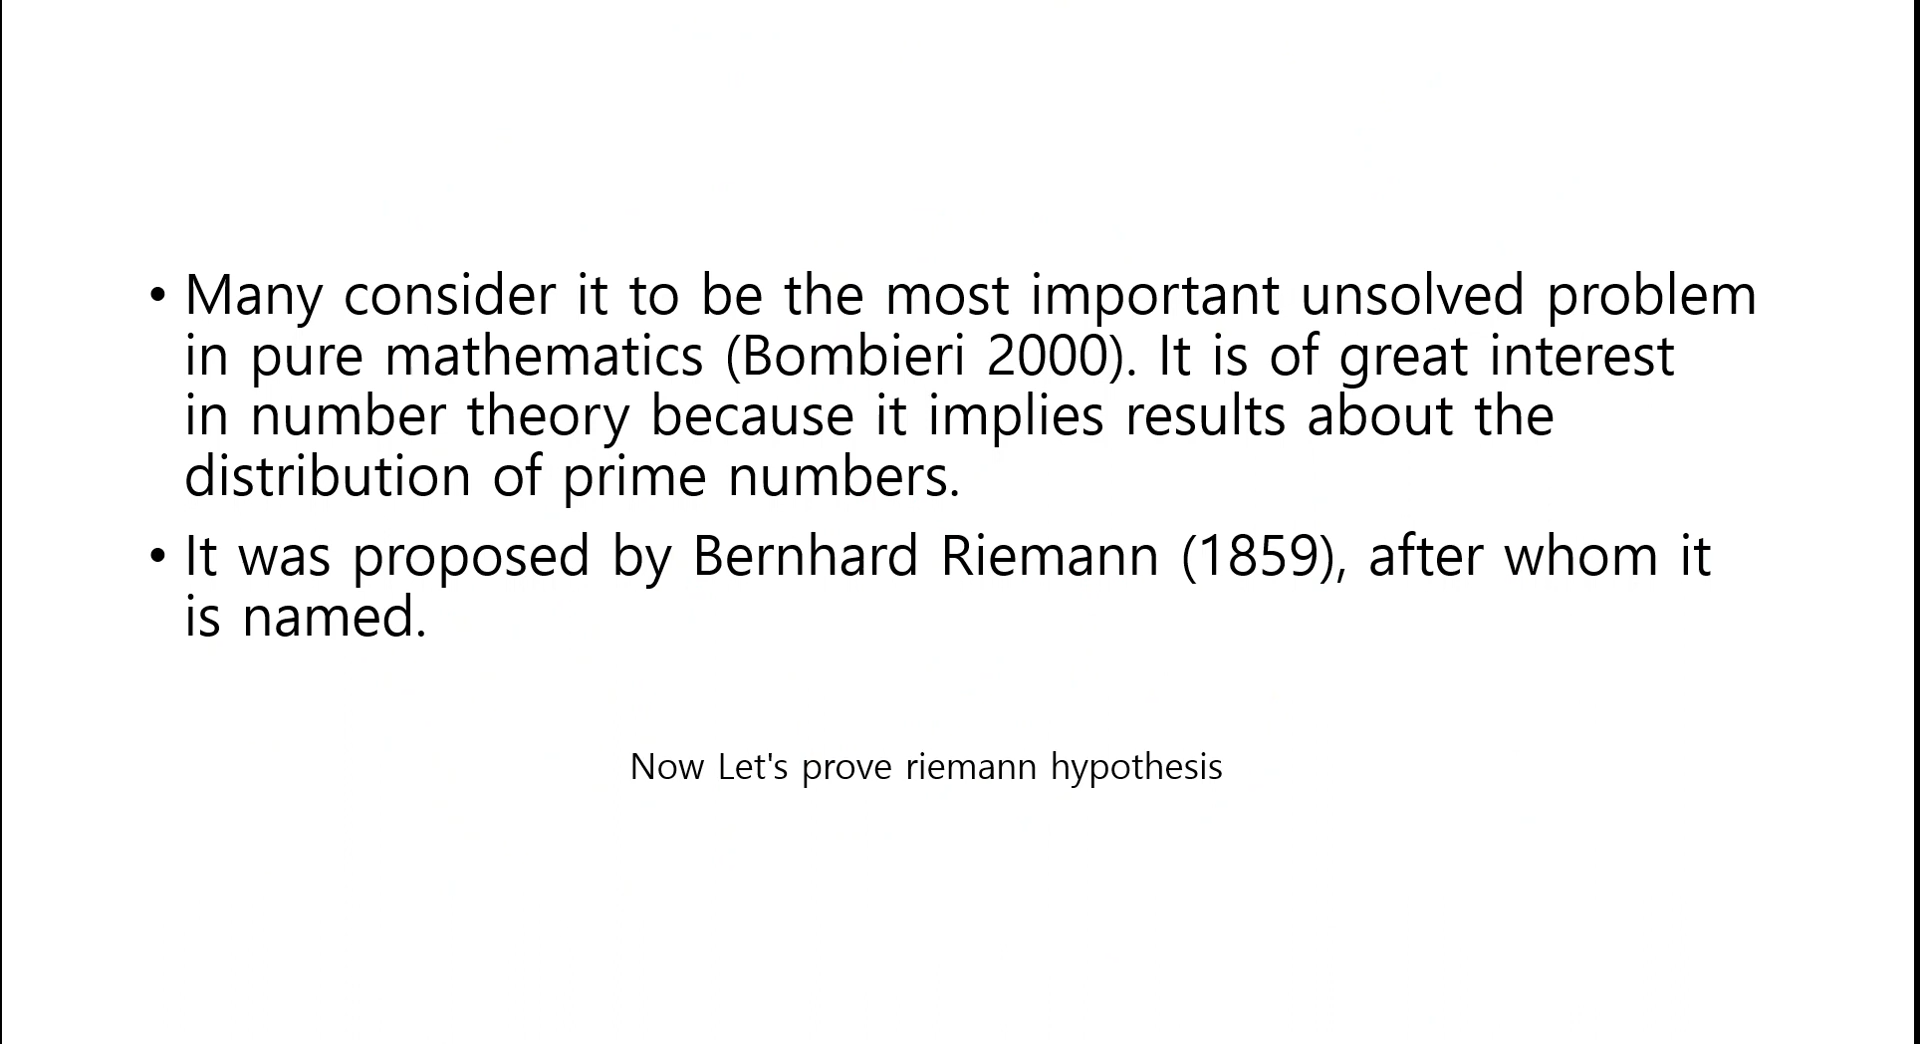 • Many consider it to be the most important unsolved problem
in pure mathematics (Bombieri 2000). It is of great interest
in number theory because it implies results about the
distribution of prime numbers.
• It was proposed by Bernhard Riemann (1859), after whom it
is named.
Now Let's prove riemann hypothesis